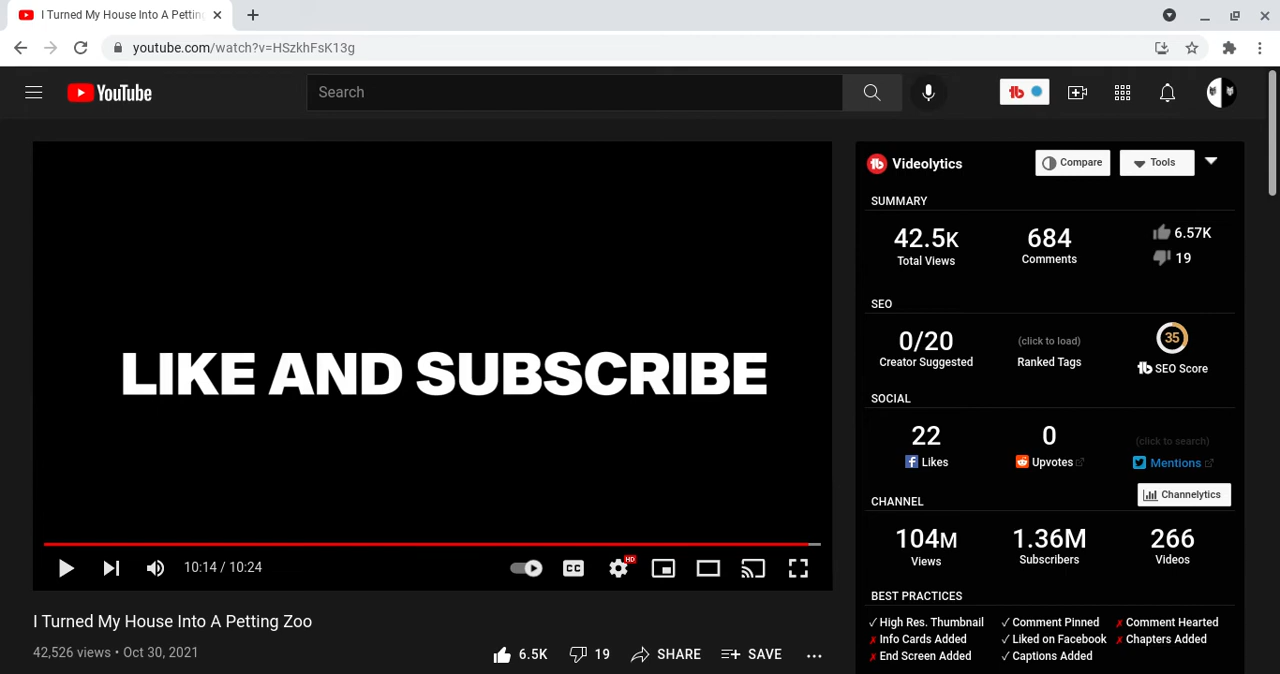 I Turned My House Into A Petting
youtube.com/watch?v=HSzkhFsK13g
YouTube
Search
LIKE AND SUBSCRIBE
10:14 / 10:24
CC
HD
I Turned My House Into A Petting Zoo
42,526 views • Oct 30, 2021
6.5K
19
SHARE
SAVE
Videolytics
Compare
Tools
SUMMARY
42.5K
Total Views
684
Comments
6.57K
19
SEO
0/20
Creator Suggested
(click to load)
Ranked Tags
35
SEO Score
SOCIAL
22
Likes
0
Upvotes
(click to search)
Mentions
CHANNEL
Channelytics
104M
Views
1.36M
Subscribers
266
Videos
BEST PRACTICES
✓ High Res. Thumbnail
✓ Comment Pinned
✗ Comment Hearted
✗ Info Cards Added
✓ Liked on Facebook
✗ Chapters Added
✗ End Screen Added
✓ Captions Added